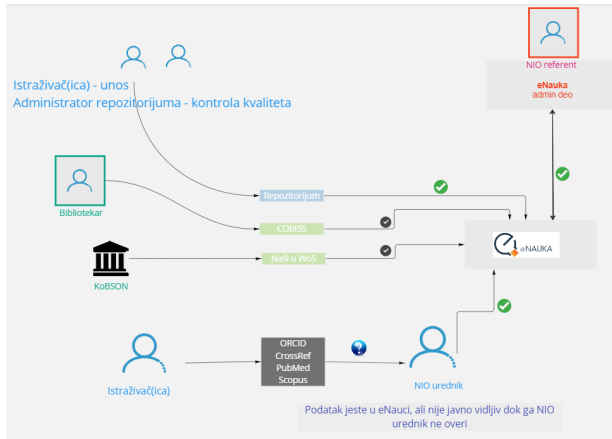 NIO referent
eNauka
admin deo
Istraživač(ica) - unos
Administrator repozitorijuma - kontrola kvaliteta
Repozitorijum
Bibliotekar
COBISS
eNAUKA
Naši u WoS
KoBSON
ORCID
CrossRef
PubMed
Scopus
?
Istraživač(ica)
NIO urednik
Podatak jeste u eNauci, ali nije javno vidljiv dok ga NIO
urednik ne overi